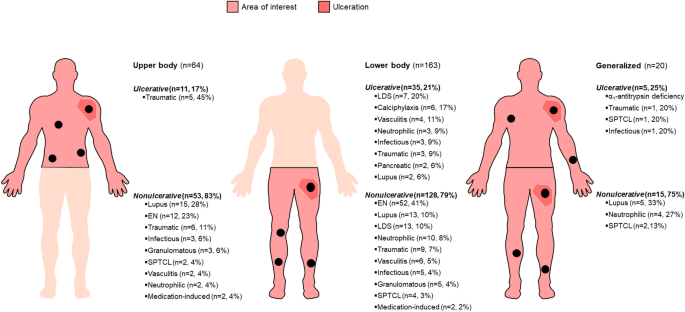 Area of interest
Ulceration
Upper body (n=64)
Ulcerative(n=11, 17%)
▪Traumatic (n=5, 45%)
Nonulcerative(n=53, 83%)
▪Lupus (n=15, 28%)
▪EN (n=12, 23%)
▪Traumatic (n=6, 11%)
▪Infectious (n=3, 6%)
▪Granulomatous (n=3, 6%)
▪SPTCL (n=2, 4%)
▪Vasculitis (n=2, 4%)
▪Neutrophilic (n=2, 4%)
▪Medication-induced (n=2, 4%)
Lower body (n=163)
Ulcerative(n=35, 21%)
▪LDS (n=7, 20%)
▪Calciphylaxis (n=6, 17%)
▪Vasculitis (n=4, 11%)
▪Neutrophilic (n=3, 9%)
▪Infectious (n=3, 9%)
▪Traumatic (n=3, 9%)
▪Pancreatic (n=2, 6%)
▪Lupus (n=2, 6%)
Nonulcerative(n=128, 79%)
▪EN (n=52, 41%)
▪Lupus (n=13, 10%)
▪LDS (n=13, 10%)
▪Neutrophilic (n=10, 8%)
▪Traumatic (n=9, 7%)
▪Vasculitis (n=6, 5%)
▪Infectious (n=5, 4%)
▪Granulomatous (n=5, 4%)
▪SPTCL (n=4, 3%)
▪Medication-induced (n=2, 2%)
Generalized (n=20)
Ulcerative(n=5, 25%)
▪α₁-antitrypsin deficiency
▪Traumatic (n=1, 20%)
▪SPTCL (n=1, 20%)
▪Infectious (n=1, 20%)
Nonulcerative(n=15, 75%)
▪Lupus (n=5, 33%)
▪Neutrophilic (n=4, 27%)
▪SPTCL (n=2,13%)